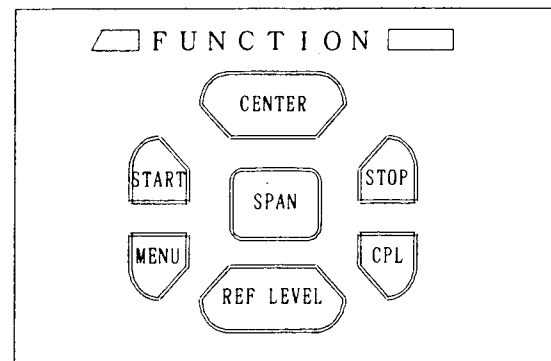 FUNCTION
CENTER
START
SPAN
STOP
MENU
CPL
REF LEVEL